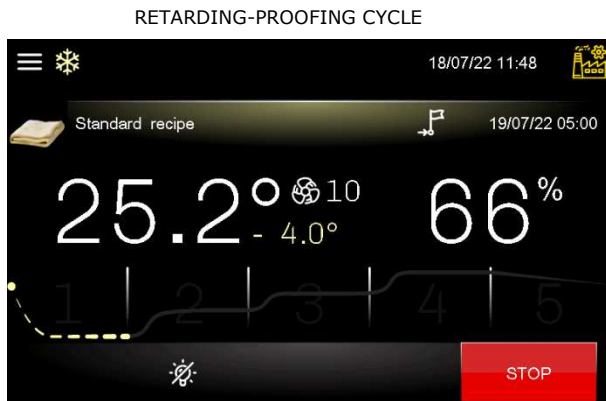 RETARDING-PROOFING CYCLE
18/07/22 11:48
Standard recipe
19/07/22 05:00
25.2° 10 66%
- 4.0°
1 2 3 4 5
STOP